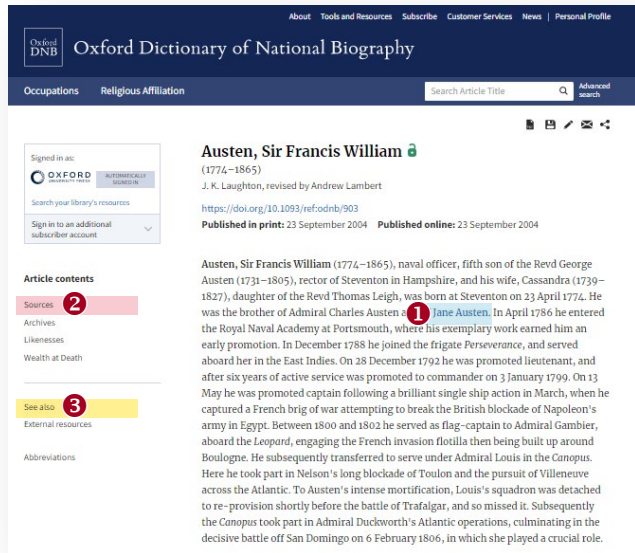 About Tools and Resources Subscribe Customer Services News | Personal Profile
Oxford
DNB
Oxford Dictionary of National Biography
Occupations Religious Affiliation
Search Article Title
Advanced
search
Signed in as:
OXFORD
UNIVERSITY PRESS
AUTOMATICALLY
SIGNED IN
Search your library's resources
Sign in to an additional
subscriber account
Article contents
Sources 2
Archives
Likenesses
Wealth at Death
See also 3
External resources
Abbreviations
Austen, Sir Francis William
(1774–1865)
J. K. Laughton, revised by Andrew Lambert
https://doi.org/10.1093/ref:odnb/903
Published in print: 23 September 2004 Published online: 23 September 2004
Austen, Sir Francis William (1774–1865), naval officer, fifth son of the Revd George
Austen (1731–1805), rector of Steventon in Hampshire, and his wife, Cassandra (1739–
1827), daughter of the Revd Thomas Leigh, was born at Steventon on 23 April 1774. He
was the brother of Admiral Charles Austen a 1 Jane Austen. In April 1786 he entered
the Royal Naval Academy at Portsmouth, where his exemplary work earned him an
early promotion. In December 1788 he joined the frigate Perseverance, and served
aboard her in the East Indies. On 28 December 1792 he was promoted lieutenant, and
after six years of active service was promoted to commander on 3 January 1799. On 13
May he was promoted captain following a brilliant single ship action in March, when he
captured a French brig of war attempting to break the British blockade of Napoleon's
army in Egypt. Between 1800 and 1802 he served as flag-captain to Admiral Gambier,
aboard the Leopard, engaging the French invasion flotilla then being built up around
Boulogne. He subsequently transferred to serve under Admiral Louis in the Canopus.
Here he took part in Nelson's long blockade of Toulon and the pursuit of Villeneuve
across the Atlantic. To Austen's intense mortification, Louis's squadron was detached
to re-provision shortly before the battle of Trafalgar, and so missed it. Subsequently
the Canopus took part in Admiral Duckworth's Atlantic operations, culminating in the
decisive battle off San Domingo on 6 February 1806, in which she played a crucial role.